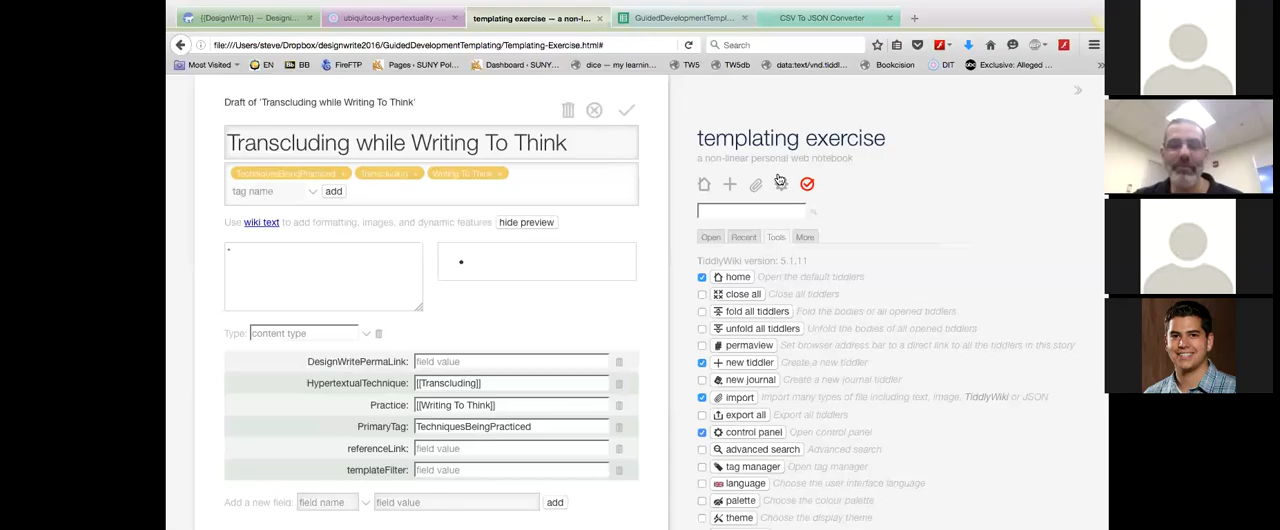 {{DesignWriTe}} — Designi...
ubiquitous-hypertextuality -...
templating exercise — a non-l...
GuidedDevelopmentTempl...
CSV To JSON Converter
file:///Users/steve/Dropbox/designwrite2016/GuidedDevelopmentTemplating/Templating-Exercise.html#
Search
Most Visited
EN
BB
FireFTP
Pages ‹ SUNY Pol...
Dashboard ‹ SUNY...
dice — my learnin...
TW5
TW5db
data:text/vnd.tiddl...
Bookcision
DIT
Exclusive: Alleged ...
Draft of 'Transcluding while Writing To Think'
Transcluding while Writing To Think
TechniquesBeingPracticed ×
Transcluding ×
Writing To Think ×
tag name
add
Use wiki text to add formatting, images, and dynamic features
hide preview
*
•
Type: content type
DesignWritePermaLink: field value
HypertextualTechnique: [[Transcluding]]
Practice: [[Writing To Think]]
PrimaryTag: TechniquesBeingPracticed
referenceLink: field value
templateFilter: field value
Add a new field: field name field value add
templating exercise
a non-linear personal web notebook
Open Recent Tools More
TiddlyWiki version: 5.1.11
home Open the default tiddlers
close all Close all tiddlers
fold all tiddlers Fold the bodies of all opened tiddlers
unfold all tiddlers Unfold the bodies of all opened tiddlers
permaview Set browser address bar to a direct link to all the tiddlers in this story
new tiddler Create a new tiddler
new journal Create a new journal tiddler
import Import many types of file including text, image, TiddlyWiki or JSON
export all Export all tiddlers
control panel Open control panel
advanced search Advanced search
tag manager Open tag manager
language Choose the user interface language
palette Choose the colour palette
theme Choose the display theme